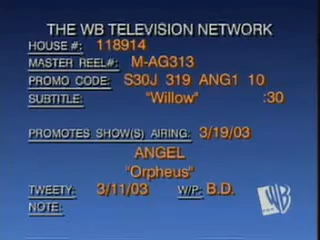 THE WB TELEVISION NETWORK
HOUSE #: 118914
MASTER REEL#: M-AG313
PROMO CODE: S30J 319 ANG1 10
SUBTITLE: "Willow" :30
PROMOTES SHOW(S) AIRING: 3/19/03
ANGEL
"Orpheus"
TWEETY: 3/11/03 W/P: B.D.
NOTE:
WB